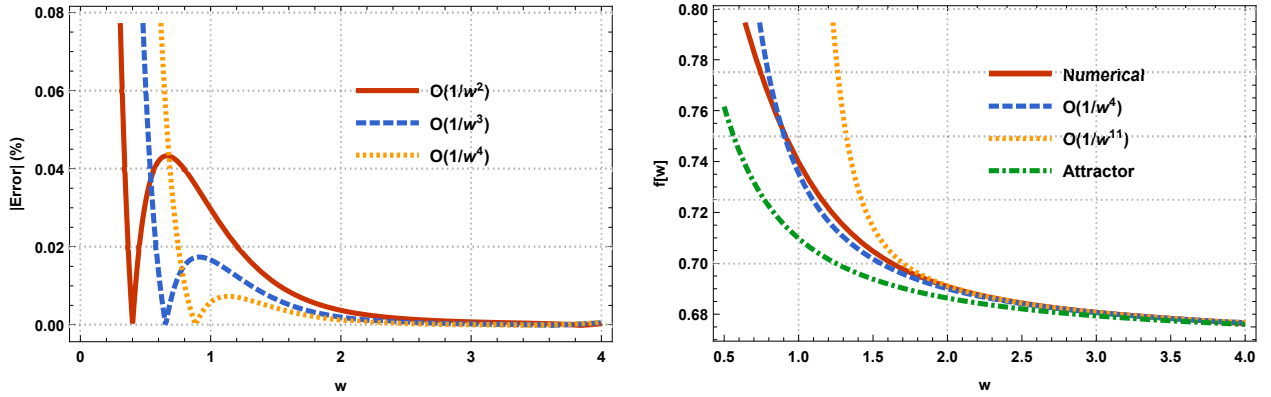 |Error| (%)
0.08
0.06
0.04
0.02
0.00
O(1/w²)
O(1/w³)
O(1/w⁴)
0 1 2 3 4
w
f[w]
0.80
0.78
0.76
0.74
0.72
0.70
0.68
Numerical
O(1/w⁴)
O(1/w¹¹)
Attractor
0.5 1.0 1.5 2.0 2.5 3.0 3.5 4.0
w